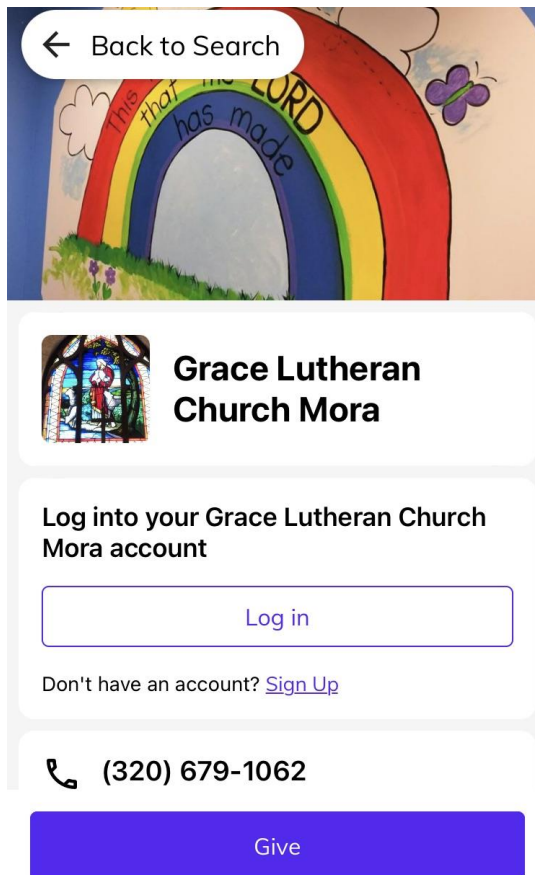 Back to Search
This
that the LORD
has made
Grace Lutheran
Church Mora
Log into your Grace Lutheran Church
Mora account
Log in
Don't have an account? Sign Up
(320) 679-1062
Give